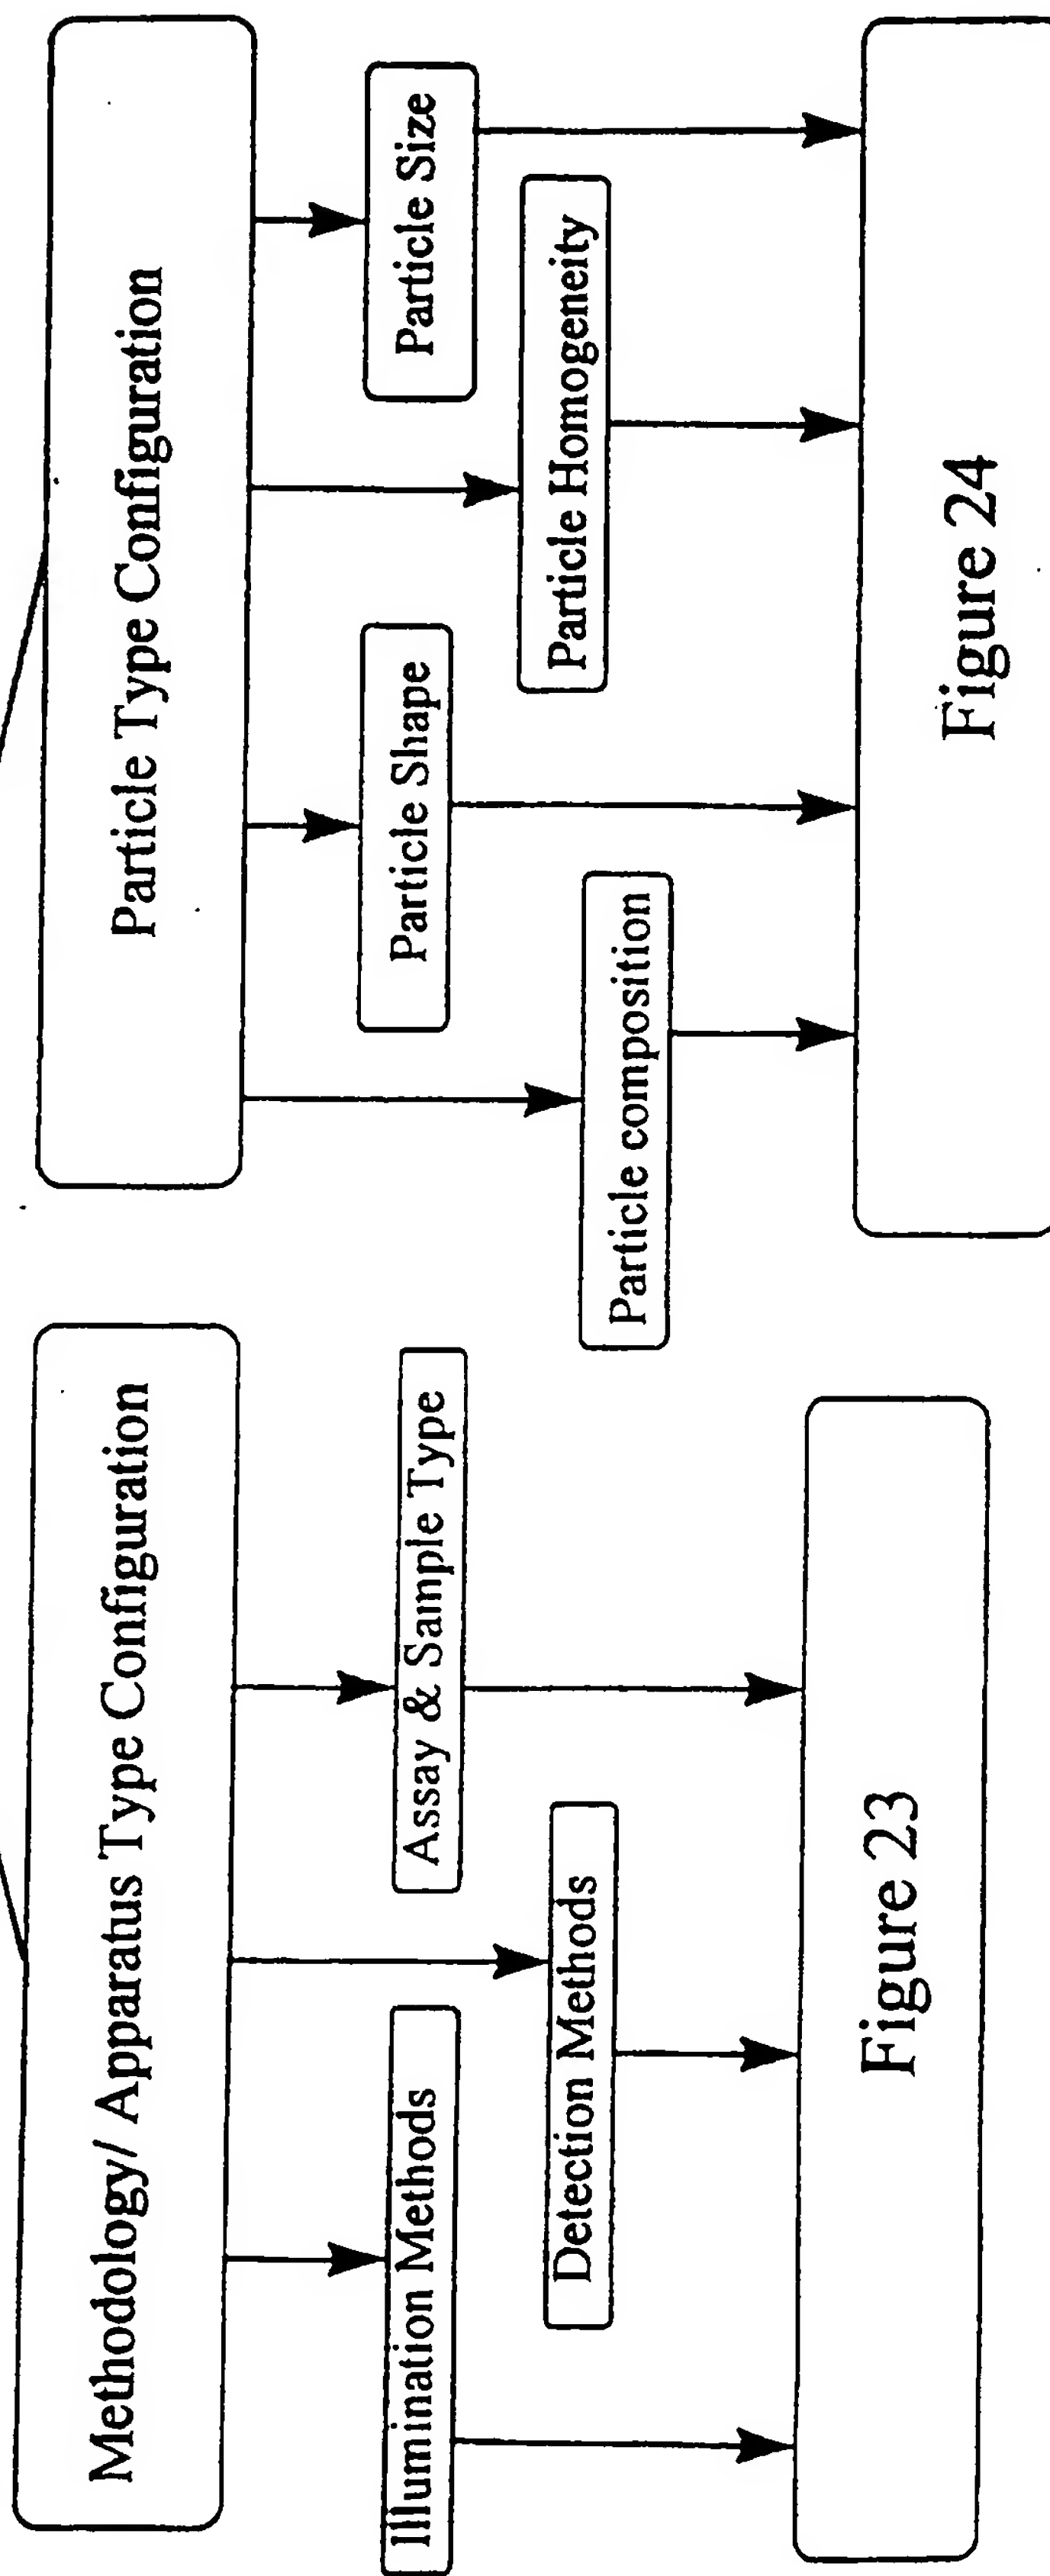 Methodology/ Apparatus Type Configuration
Illumination Methods
Assay & Sample Type
Detection Methods
Figure 23
Particle Type Configuration
Particle Shape
Particle Size
Particle Homogeneity
Particle composition
Figure 24